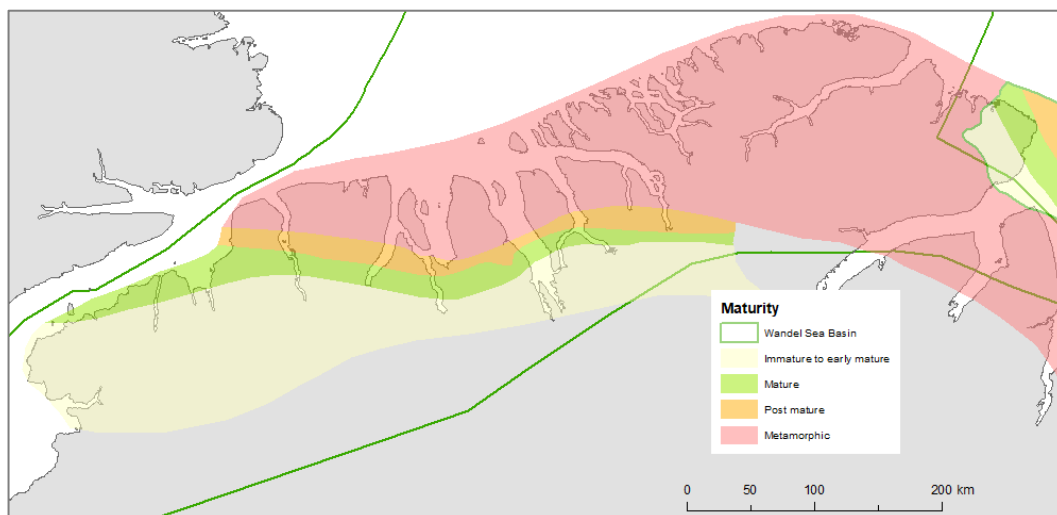 Maturity
Wandel Sea Basin
Immature to early mature
Mature
Post mature
Metamorphic
0 50 100 200 km